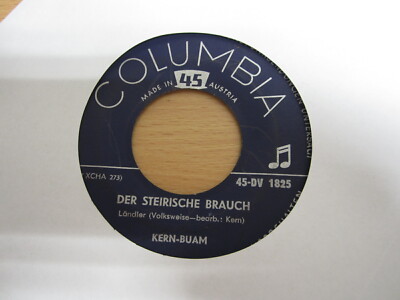 COLUMBIA
45
MADE IN AUSTRIA
XCHA 273)
45-DV 1825
DER STEIRISCHE BRAUCH
Ländler (Volksweise—bearb.: Kern)
KERN-BUAM